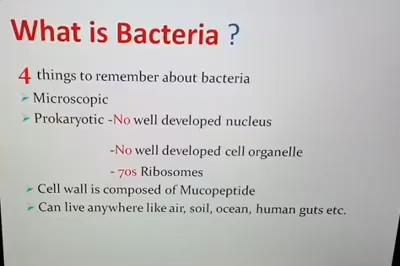 What is Bacteria ?
4 things to remember about bacteria
➢ Microscopic
➢ Prokaryotic -No well developed nucleus
-No well developed cell organelle
- 70s Ribosomes
➢ Cell wall is composed of Mucopeptide
➢ Can live anywhere like air, soil, ocean, human guts etc.